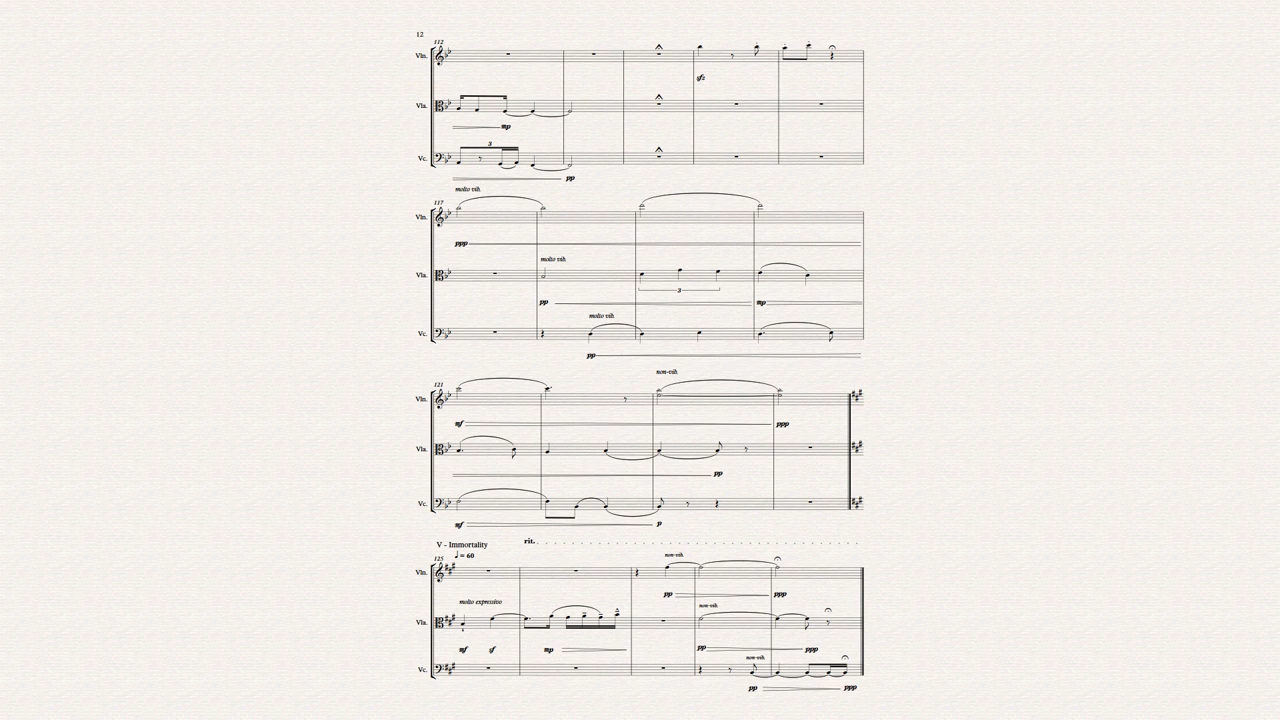 12
112
Vln.
sfz
Vla.
mp
3
Vc.
pp
molto vib.
117
Vln.
ppp
molto vib.
Vla.
3
pp mp
molto vib.
Vc.
pp
non-vib.
121
Vln.
mf ppp
Vla.
pp
Vc.
mf p
V - Immortality rit.
♩ = 60
125 non-vib.
Vln.
pp ppp
molto expressivo non-vib.
Vla.
mf sf mp pp ppp
non-vib.
Vc.
pp ppp